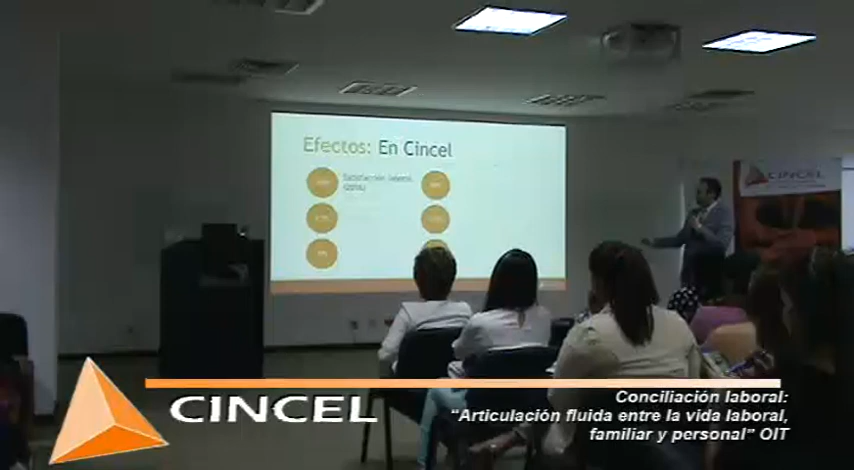 Efectos: En Cincel
Satisfacción laboral
CINCEL
CINCEL
Conciliación laboral:
"Articulación fluida entre la vida laboral,
familiar y personal" OIT